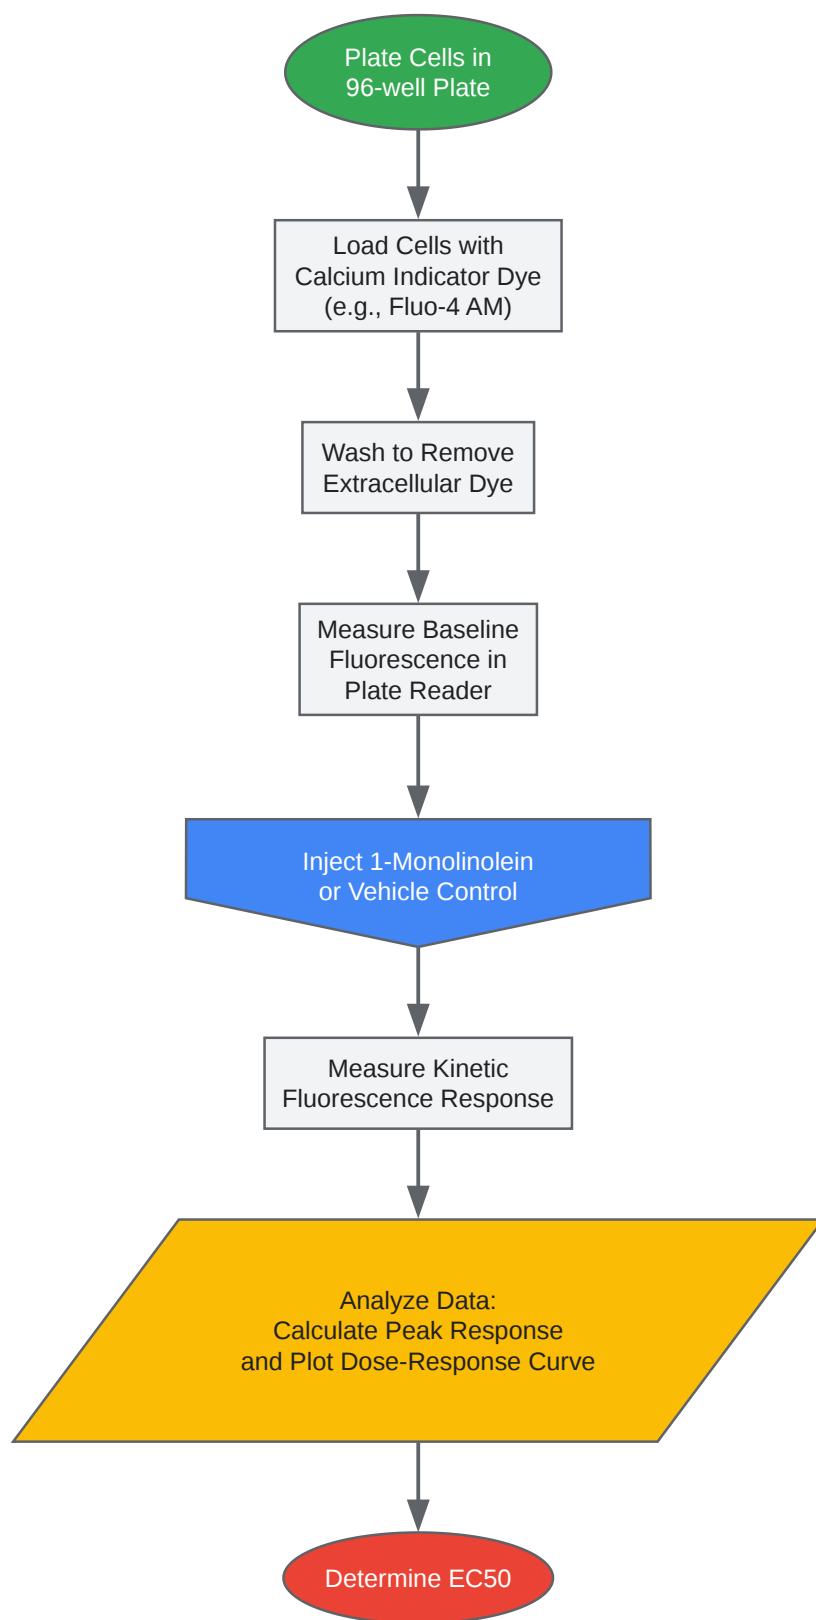 Plate Cells in
96-well Plate
Load Cells with
Calcium Indicator Dye
(e.g., Fluo-4 AM)
Wash to Remove
Extracellular Dye
Measure Baseline
Fluorescence in
Plate Reader
Inject 1-Monolinolein
or Vehicle Control
Measure Kinetic
Fluorescence Response
Analyze Data:
Calculate Peak Response
and Plot Dose-Response Curve
Determine EC50